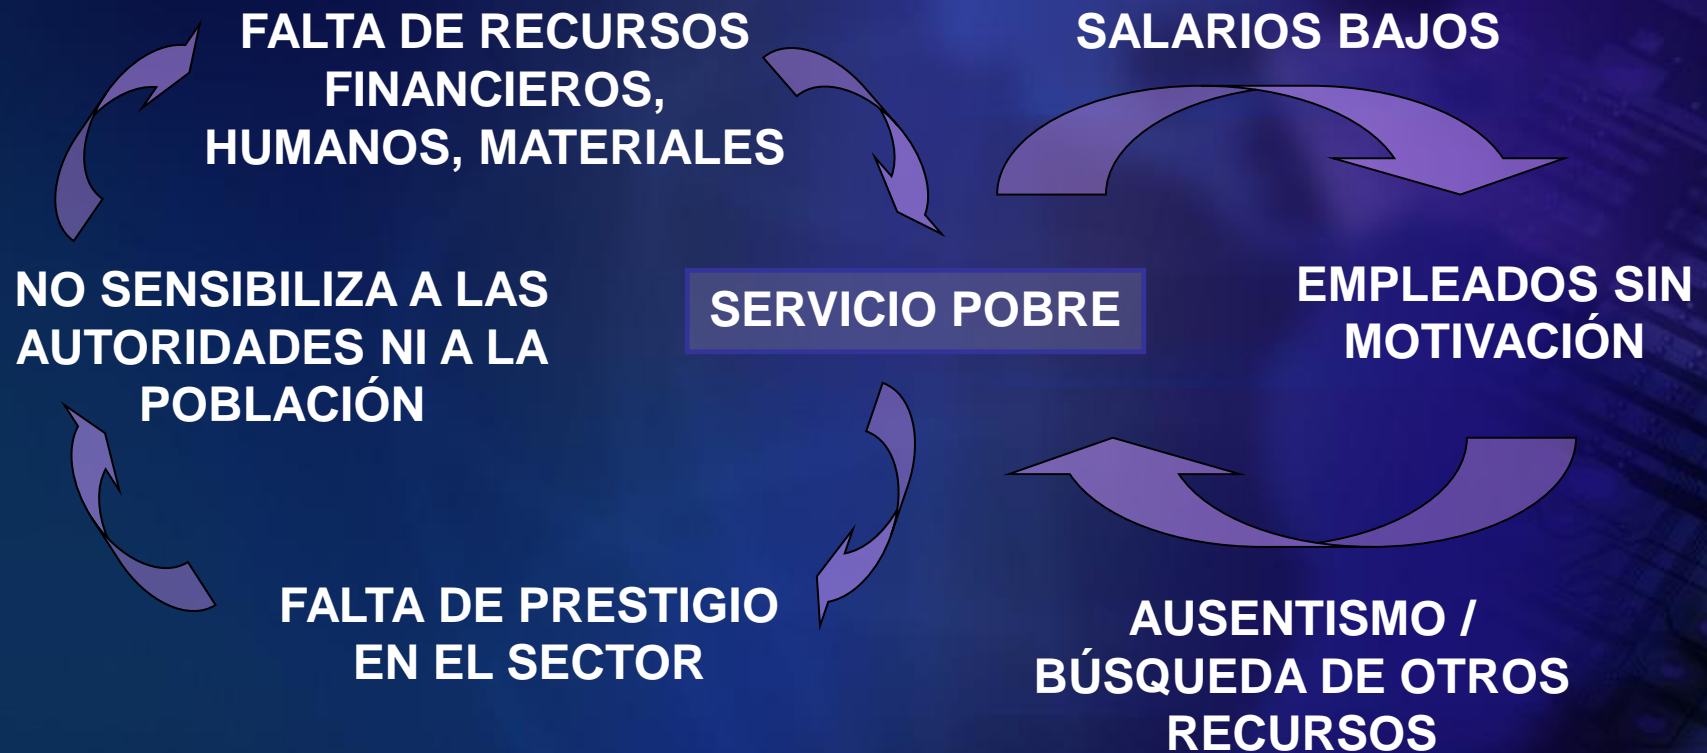 FALTA DE RECURSOS
FINANCIEROS,
HUMANOS, MATERIALES
SALARIOS BAJOS
NO SENSIBILIZA A LAS
AUTORIDADES NI A LA
POBLACIÓN
SERVICIO POBRE
EMPLEADOS SIN
MOTIVACIÓN
FALTA DE PRESTIGIO
EN EL SECTOR
AUSENTISMO /
BÚSQUEDA DE OTROS
RECURSOS